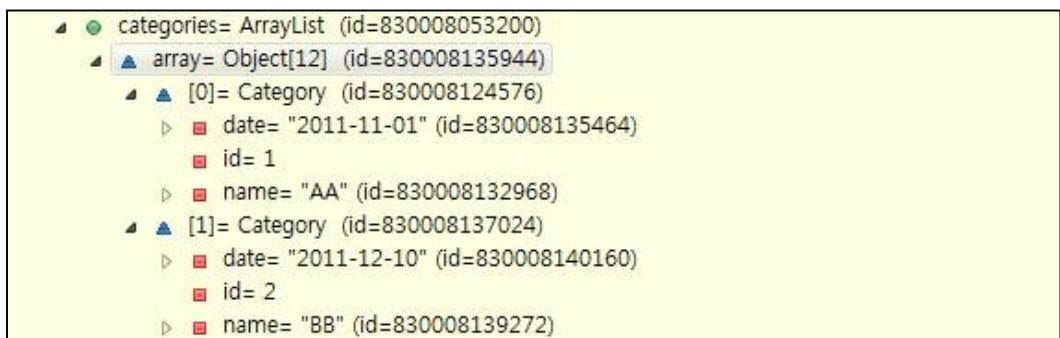 categories= ArrayList (id=830008053200)
array= Object[12] (id=830008135944)
[0]= Category (id=830008124576)
date= "2011-11-01" (id=830008135464)
id= 1
name= "AA" (id=830008132968)
[1]= Category (id=830008137024)
date= "2011-12-10" (id=830008140160)
id= 2
name= "BB" (id=830008139272)